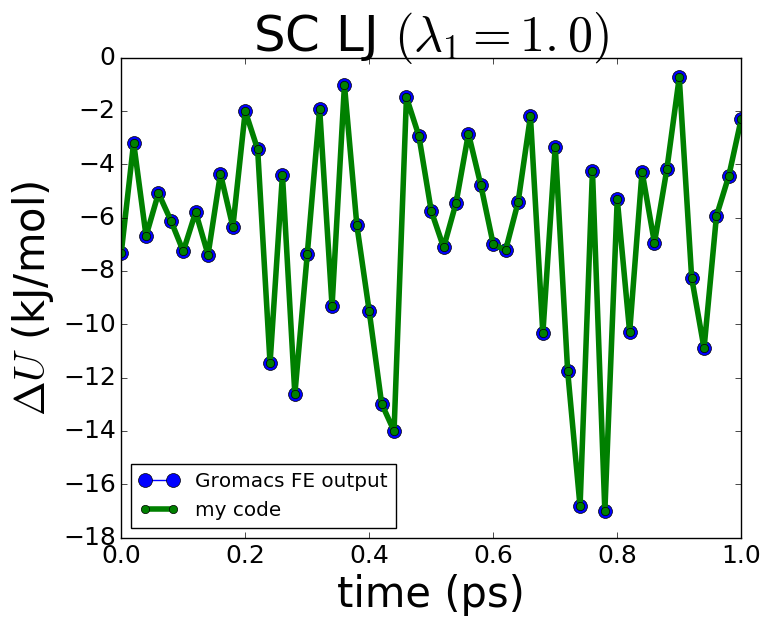 SC LJ (λ₁ = 1.0)
ΔU (kJ/mol)
0
−2
−4
−6
−8
−10
−12
−14
−16
−18
Gromacs FE output
my code
0.0 0.2 0.4 0.6 0.8 1.0
time (ps)